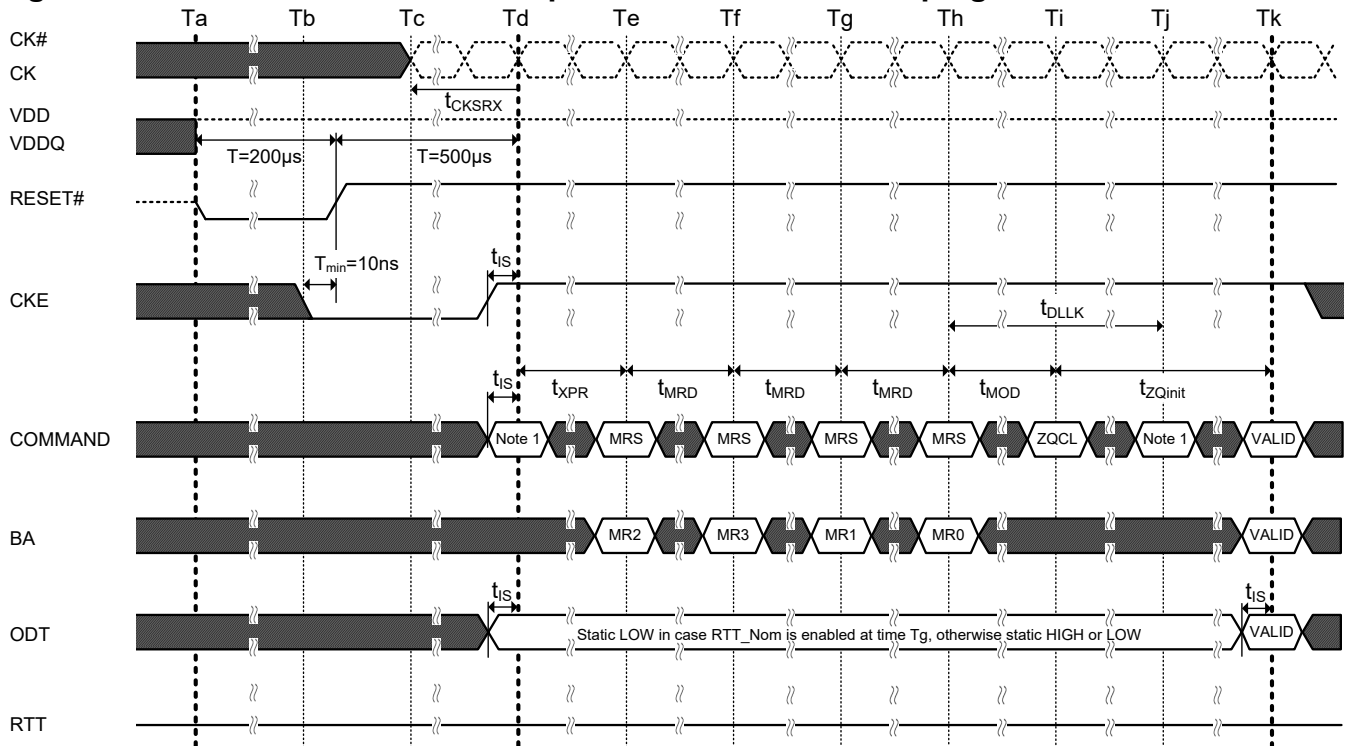 Ta Tb Tc Td Te Tf Tg Th Ti Tj Tk
CK#
CK
tCKSRX
VDD
VDDQ
T=200µs T=500µs
RESET#
Tmin=10ns tIS
CKE
tDLLK
tIS tXPR tMRD tMRD tMRD tMOD tZQinit
COMMAND Note 1 MRS MRS MRS MRS ZQCL Note 1 VALID
BA MR2 MR3 MR1 MR0 VALID
tIS tIS
ODT Static LOW in case RTT_Nom is enabled at time Tg, otherwise static HIGH or LOW VALID
RTT